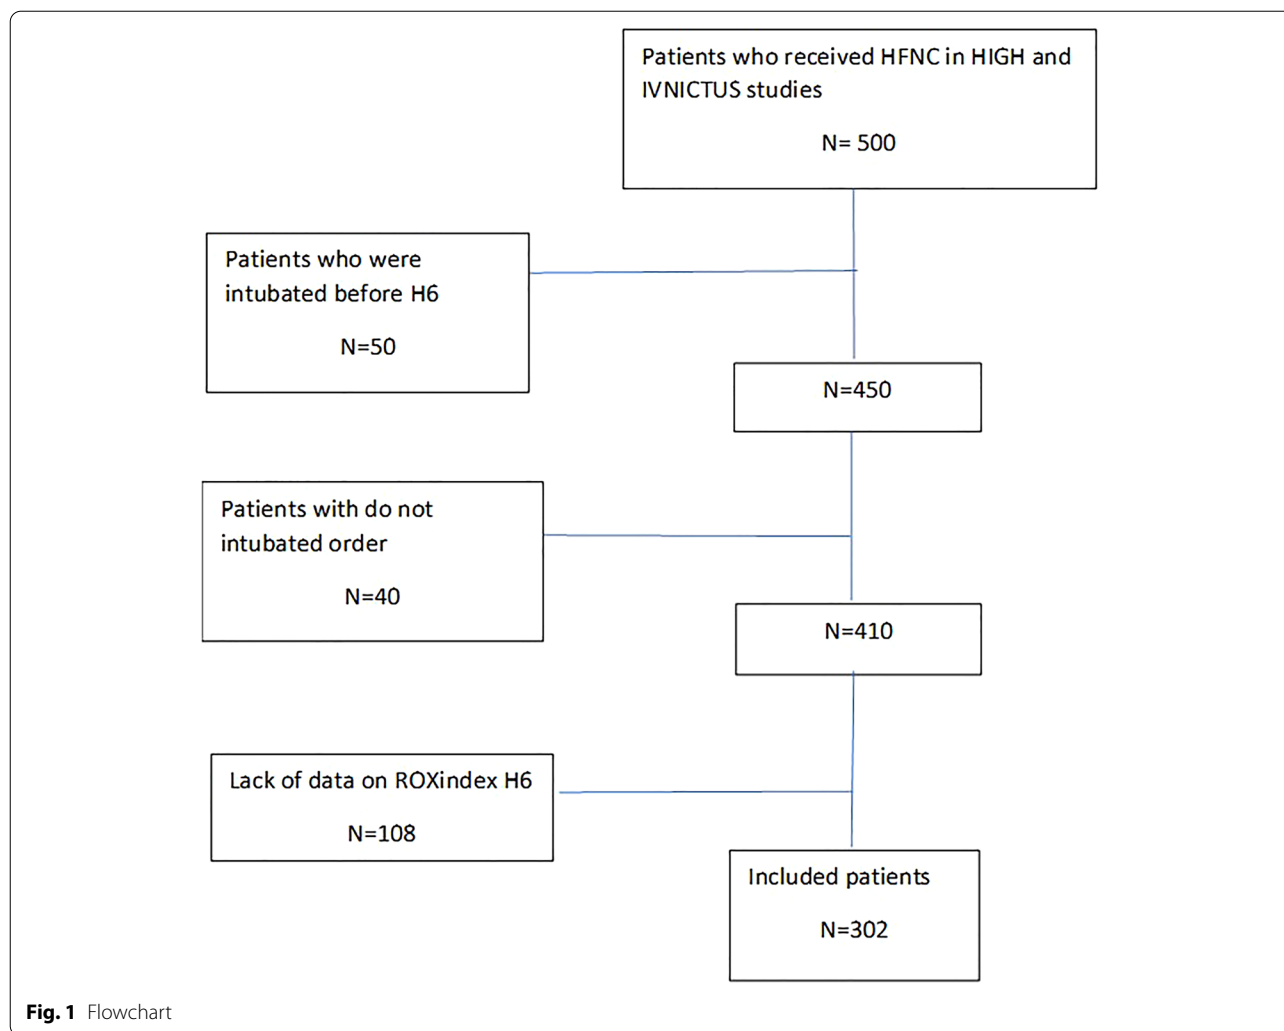 Patients who received HFNC in HIGH and
IVNICTUS studies
N= 500
Patients who were
intubated before H6
N=50
N=450
Patients with do not
intubated order
N=40
N=410
Lack of data on ROXindex H6
N=108
Included patients
N=302
Fig. 1 Flowchart